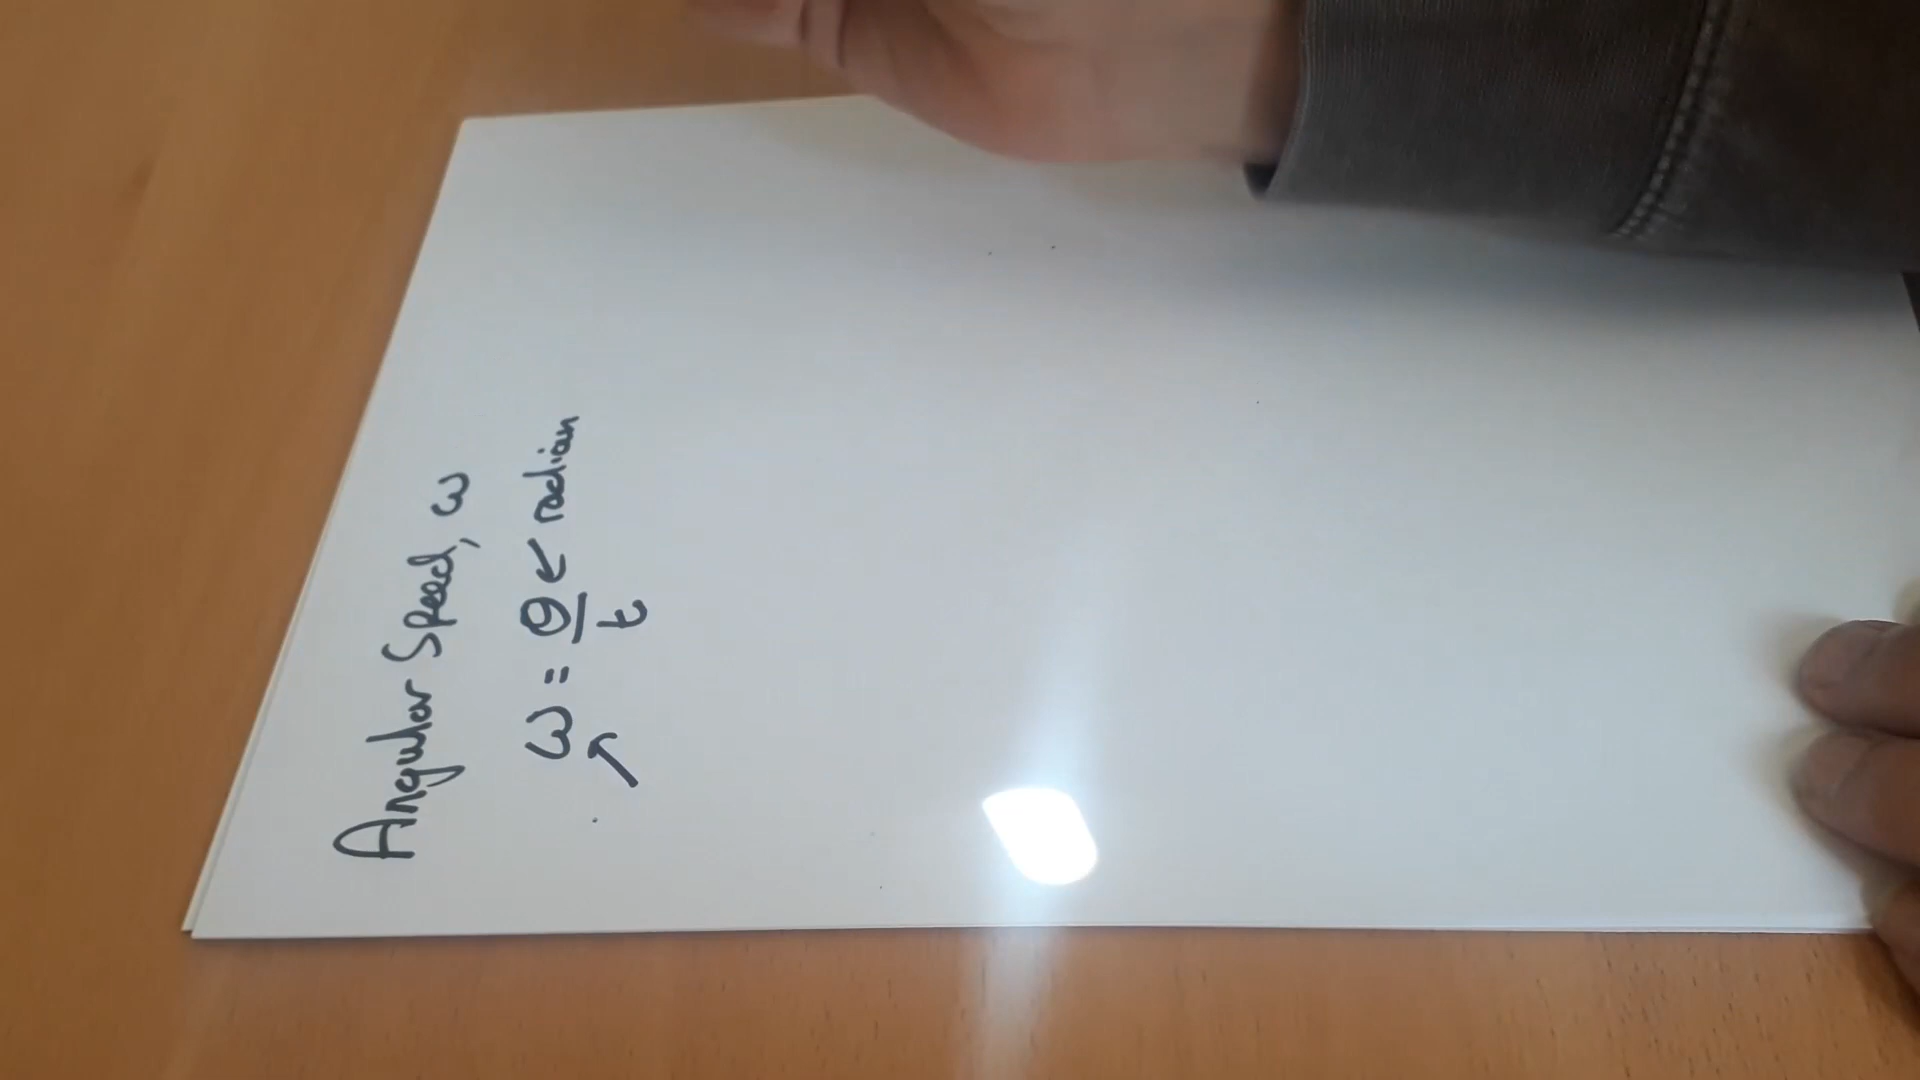 Angular Speed, ω
ω = θ ← radian
t